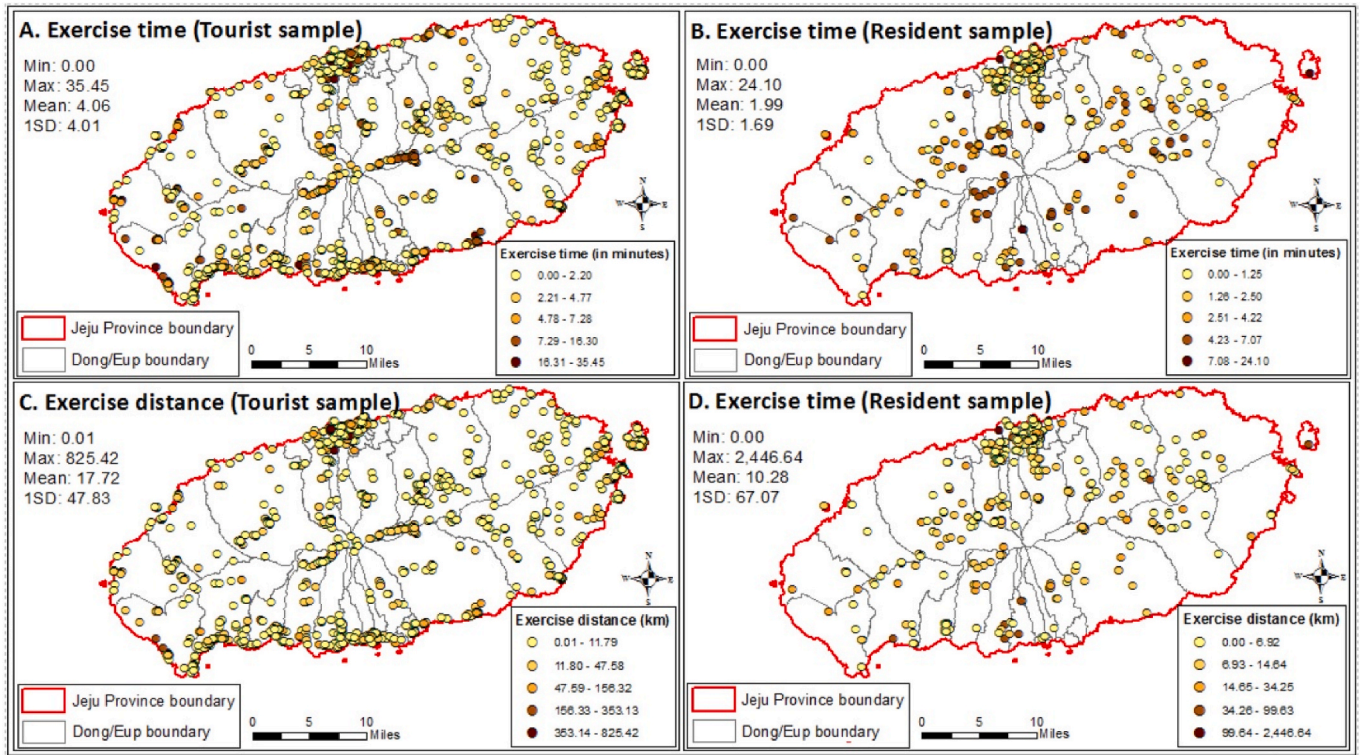 A. Exercise time (Tourist sample)
Min: 0.00
Max: 35.45
Mean: 4.06
1SD: 4.01
N
W E
S
Exercise time (in minutes)
0.00 - 2.20
2.21 - 4.77
4.78 - 7.28
7.29 - 16.30
16.31 - 35.45
Jeju Province boundary
Dong/Eup boundary
0 5 10
Miles
B. Exercise time (Resident sample)
Min: 0.00
Max: 24.10
Mean: 1.99
1SD: 1.69
N
W E
S
Exercise time (in minutes)
0.00 - 1.25
1.26 - 2.50
2.51 - 4.22
4.23 - 7.07
7.08 - 24.10
Jeju Province boundary
Dong/Eup boundary
0 5 10
Miles
C. Exercise distance (Tourist sample)
Min: 0.01
Max: 825.42
Mean: 17.72
1SD: 47.83
N
W E
S
Exercise distance (km)
0.01 - 11.79
11.80 - 47.58
47.59 - 156.32
156.33 - 353.13
353.14 - 825.42
Jeju Province boundary
Dong/Eup boundary
0 5 10
Miles
D. Exercise time (Resident sample)
Min: 0.00
Max: 2,446.64
Mean: 10.28
1SD: 67.07
N
W E
S
Exercise distance (km)
0.00 - 6.92
6.93 - 14.64
14.65 - 34.25
34.26 - 99.63
99.64 - 2,446.64
Jeju Province boundary
Dong/Eup boundary
0 5 10
Miles